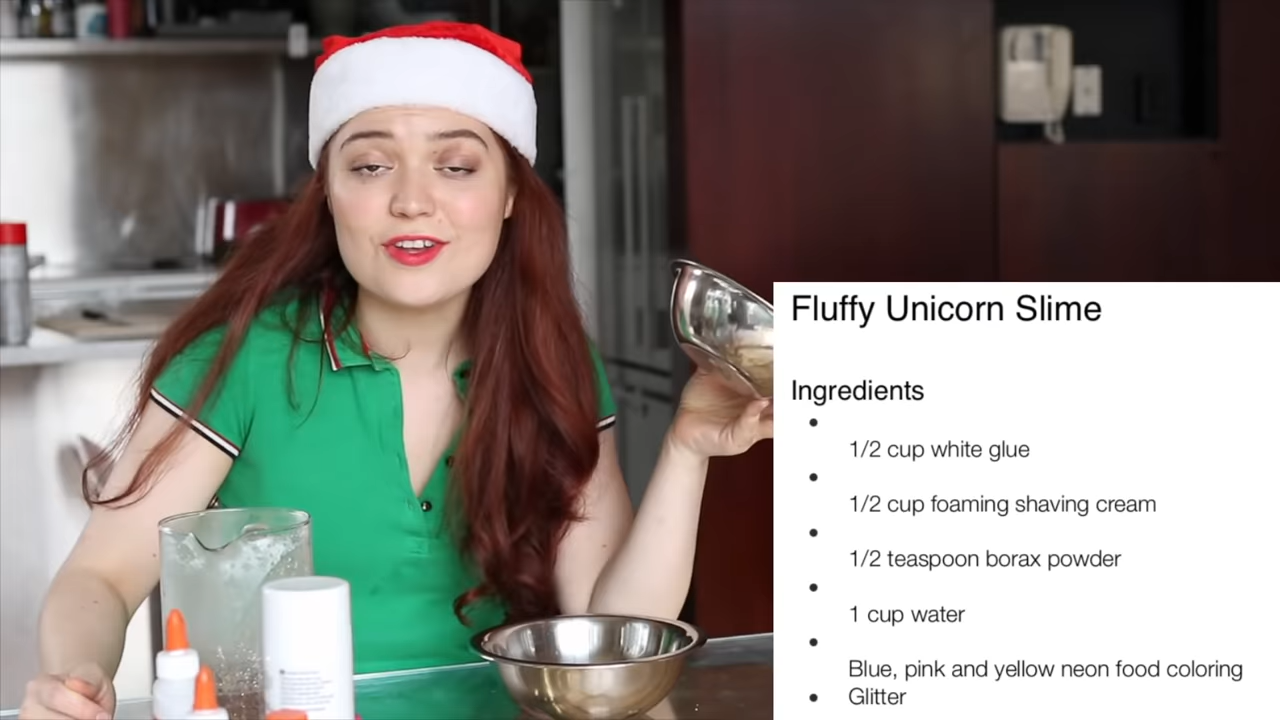 Fluffy Unicorn Slime
Ingredients
1/2 cup white glue
1/2 cup foaming shaving cream
1/2 teaspoon borax powder
1 cup water
Blue, pink and yellow neon food coloring
Glitter